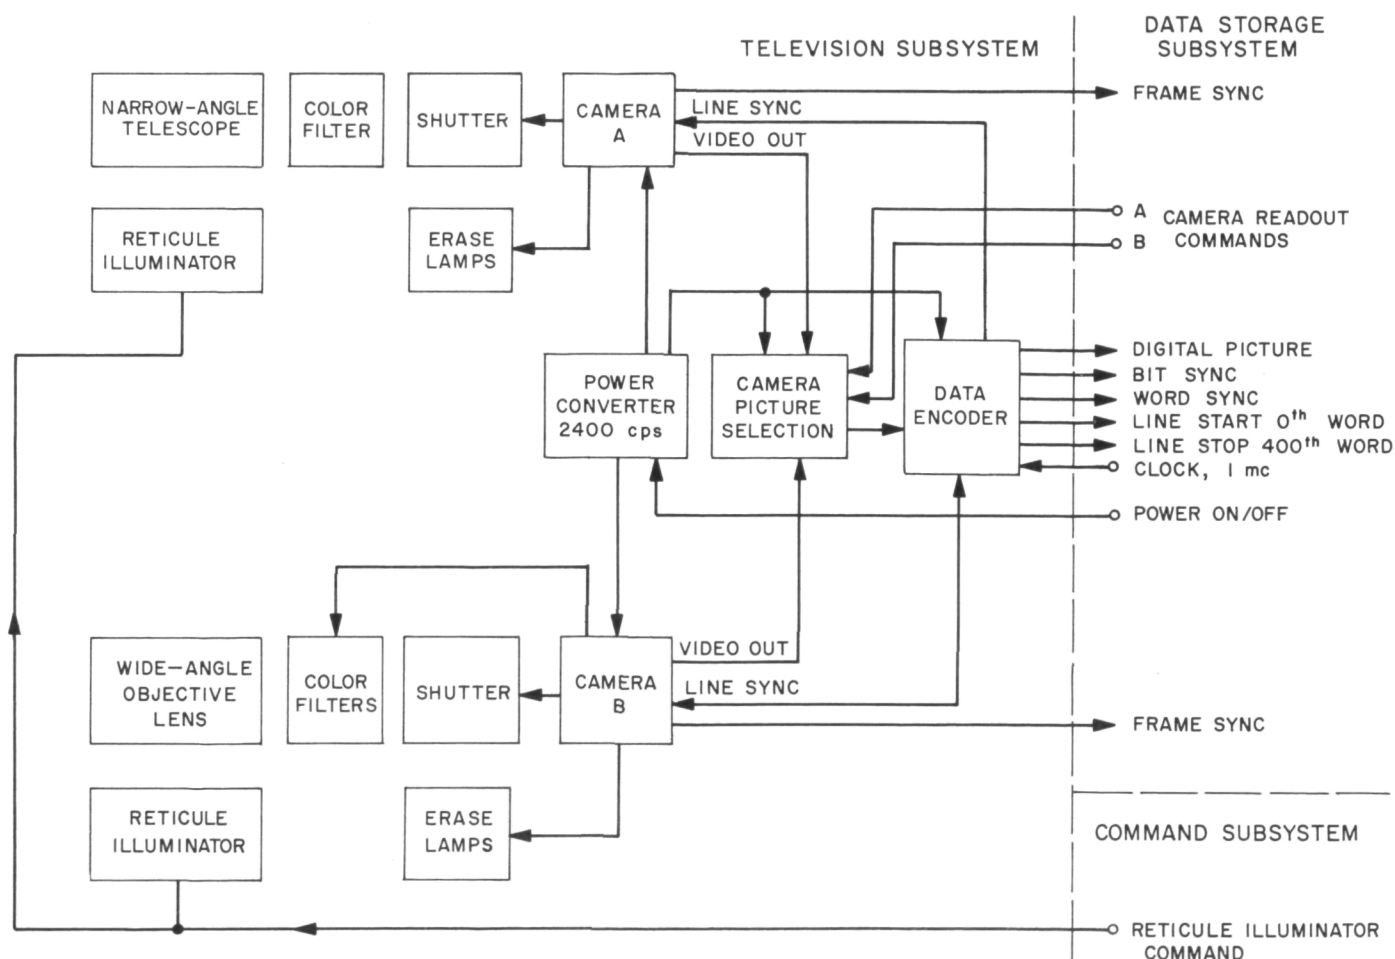 TELEVISION SUBSYSTEM
DATA STORAGE
SUBSYSTEM
NARROW-ANGLE
TELESCOPE
COLOR
FILTER
SHUTTER
CAMERA
A
LINE SYNC
VIDEO OUT
FRAME SYNC
RETICULE
ILLUMINATOR
ERASE
LAMPS
A
B
CAMERA READOUT
COMMANDS
POWER
CONVERTER
2400 cps
CAMERA
PICTURE
SELECTION
DATA
ENCODER
DIGITAL PICTURE
BIT SYNC
WORD SYNC
LINE START 0th WORD
LINE STOP 400th WORD
CLOCK, 1 mc
POWER ON/OFF
WIDE-ANGLE
OBJECTIVE
LENS
COLOR
FILTERS
SHUTTER
CAMERA
B
VIDEO OUT
LINE SYNC
FRAME SYNC
RETICULE
ILLUMINATOR
ERASE
LAMPS
COMMAND SUBSYSTEM
RETICULE ILLUMINATOR
COMMAND